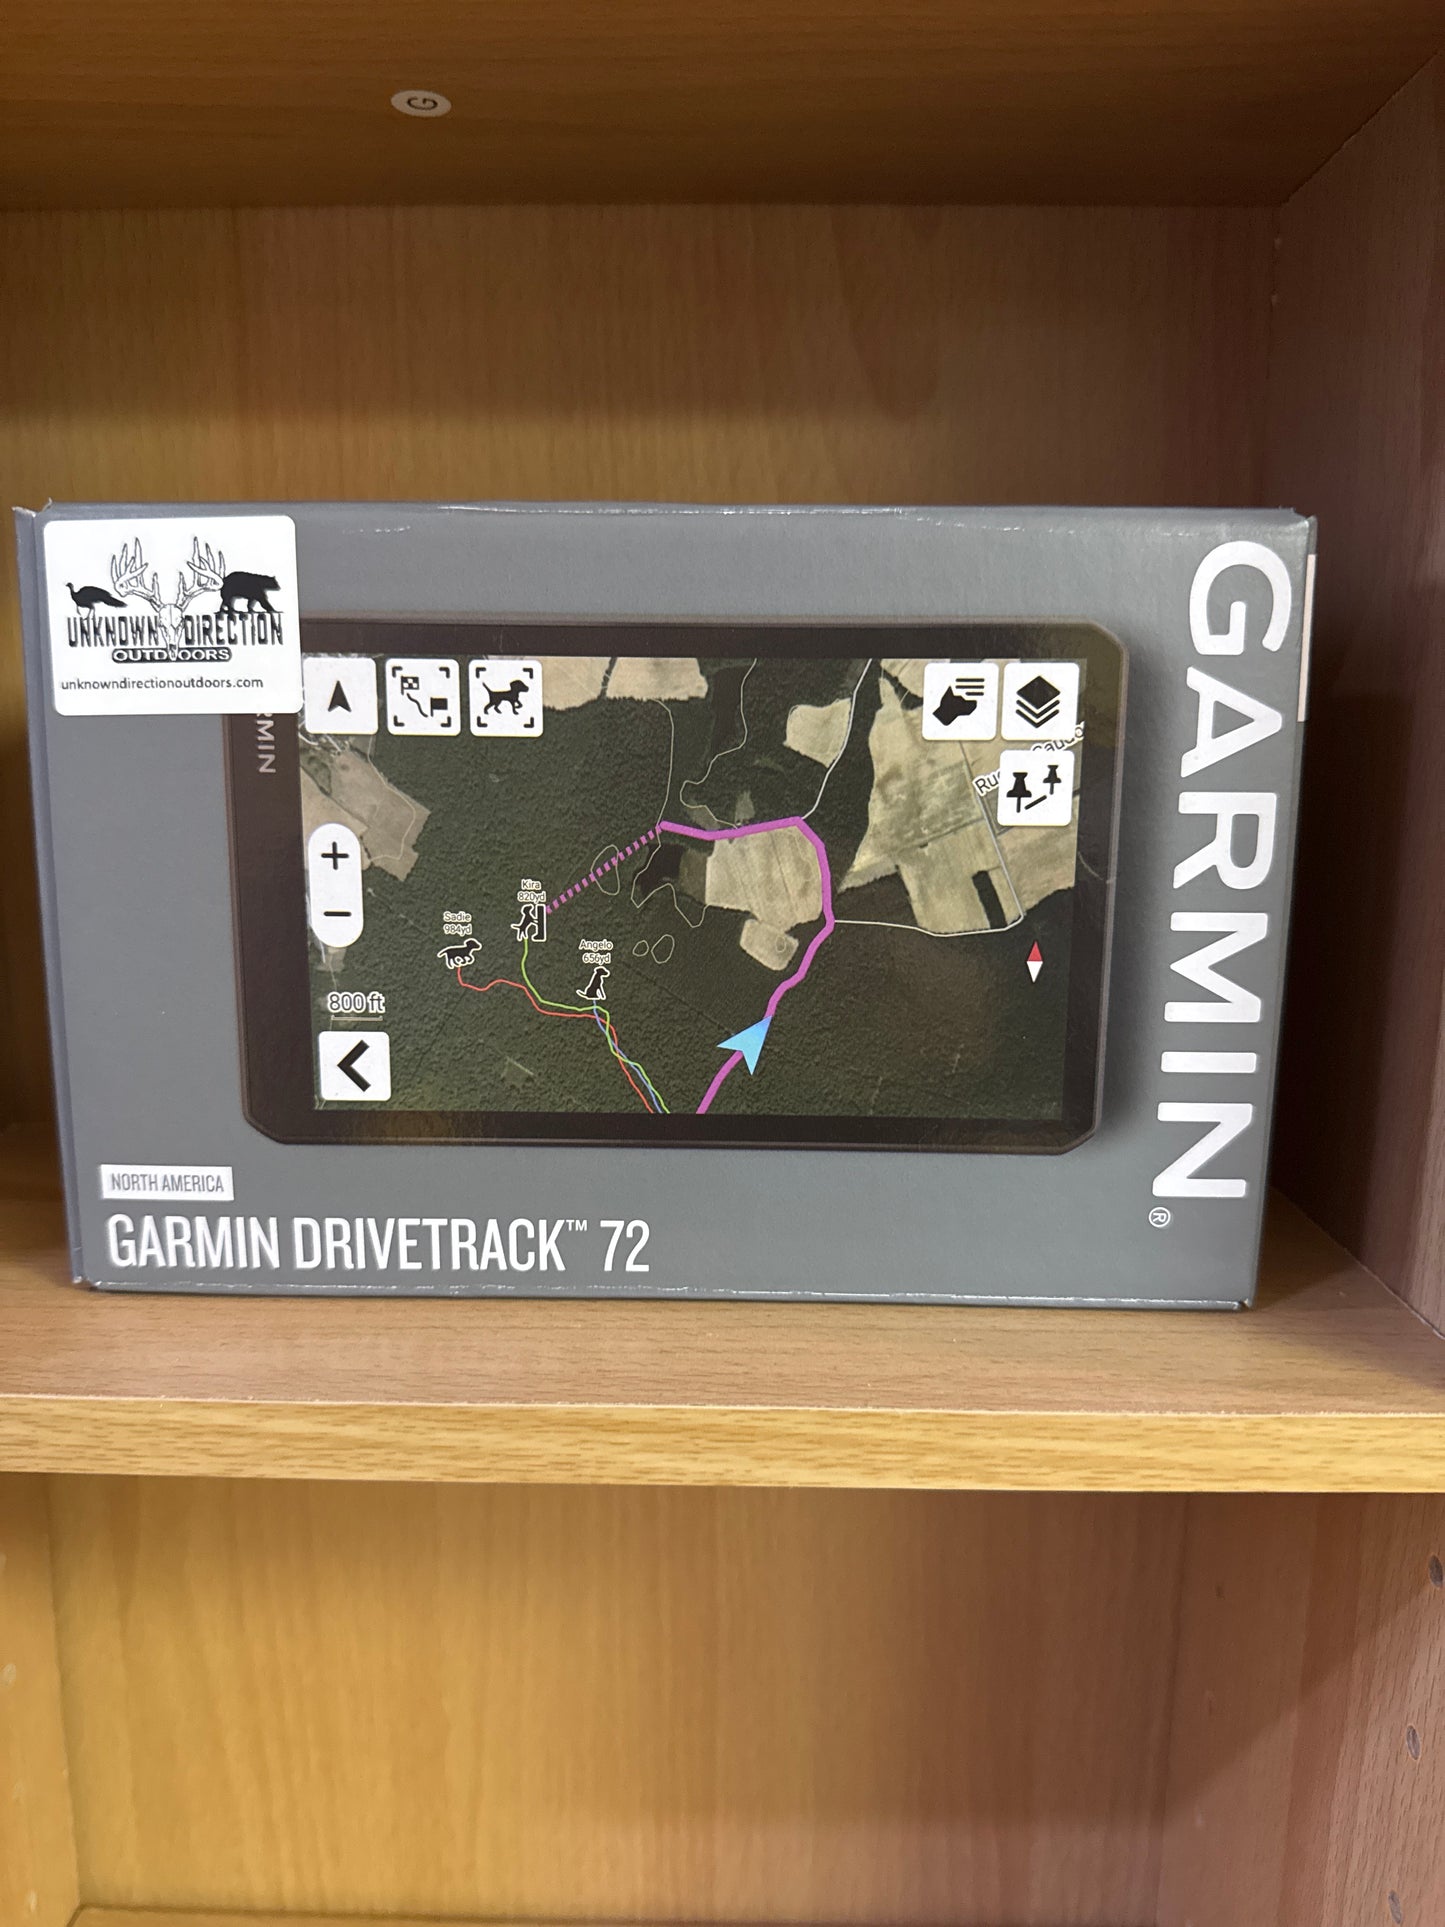 G
UNKNOWN DIRECTION
OUTDOORS
unknowndirectionoutdoors.com
RMIN
Kira
820yd
Sadie
984yd
Angelo
656yd
800 ft
GARMIN®
NORTH AMERICA
GARMIN DRIVETRACK™ 72